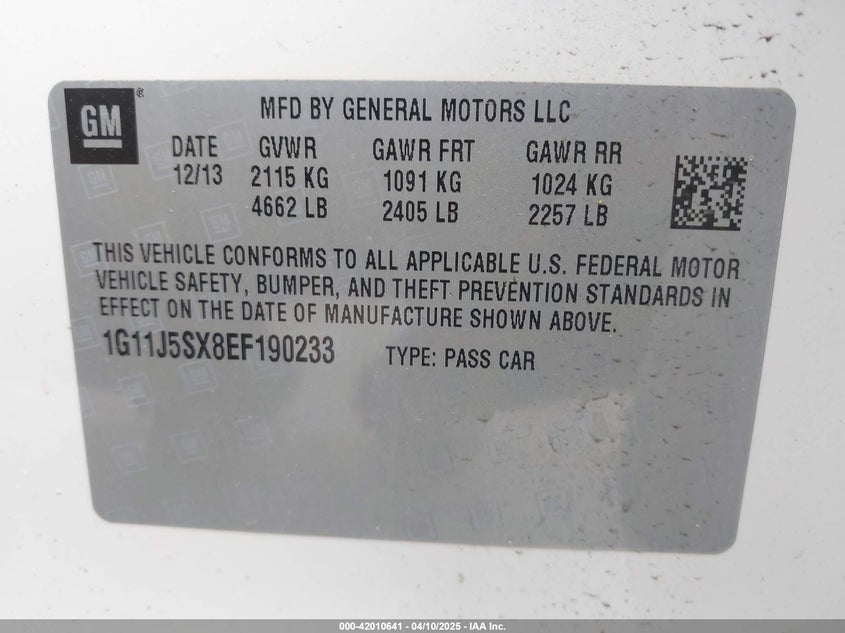 GM®
MFD BY GENERAL MOTORS LLC
DATE GVWR GAWR FRT GAWR RR
12/13 2115 KG 1091 KG 1024 KG
4662 LB 2405 LB 2257 LB
THIS VEHICLE CONFORMS TO ALL APPLICABLE U.S. FEDERAL MOTOR
VEHICLE SAFETY, BUMPER, AND THEFT PREVENTION STANDARDS IN
EFFECT ON THE DATE OF MANUFACTURE SHOWN ABOVE.
1G11J5SX8EF190233 TYPE: PASS CAR
000-42010641 - 04/10/2025 - IAA Inc.